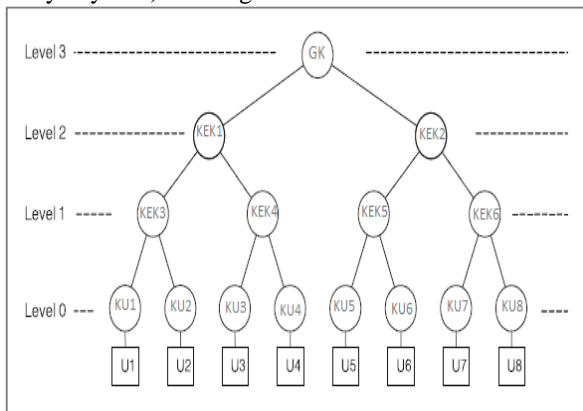 Level 3 GK
Level 2 KEK1 KEK2
Level 1 KEK3 KEK4 KEK5 KEK6
Level 0 KU1 KU2 KU3 KU4 KU5 KU6 KU7 KU8
U1 U2 U3 U4 U5 U6 U7 U8